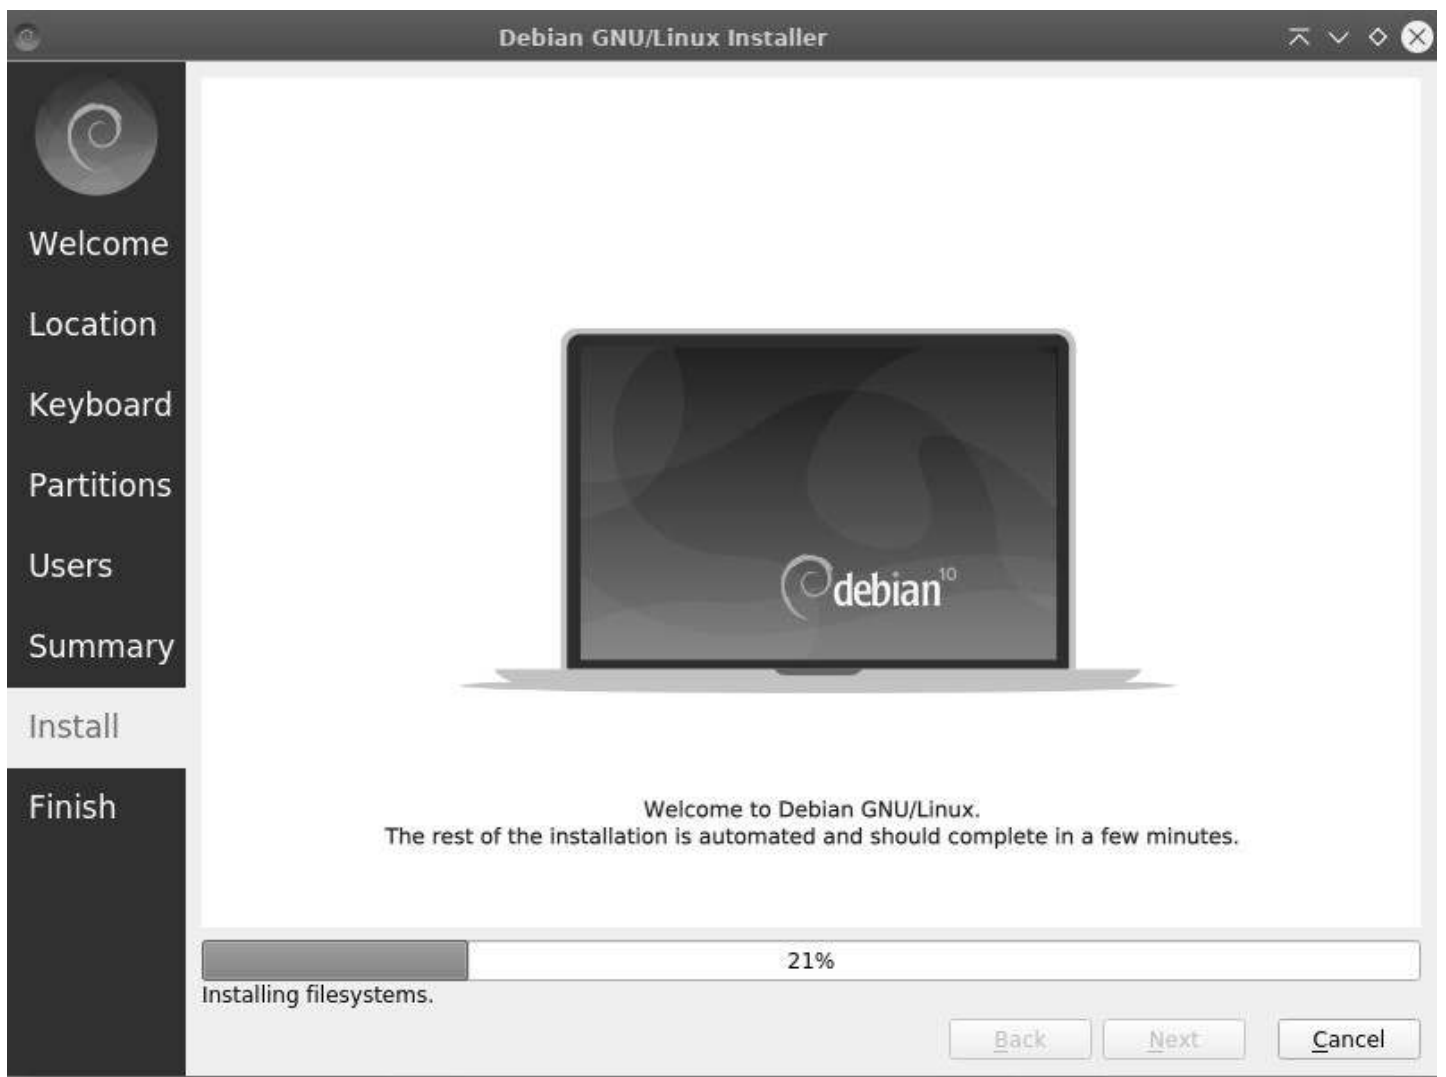 Debian GNU/Linux Installer
Welcome
Location
Keyboard
Partitions
Users
Summary
Install
Finish
debian 10
Welcome to Debian GNU/Linux.
The rest of the installation is automated and should complete in a few minutes.
21%
Installing filesystems.
Back
Next
Cancel